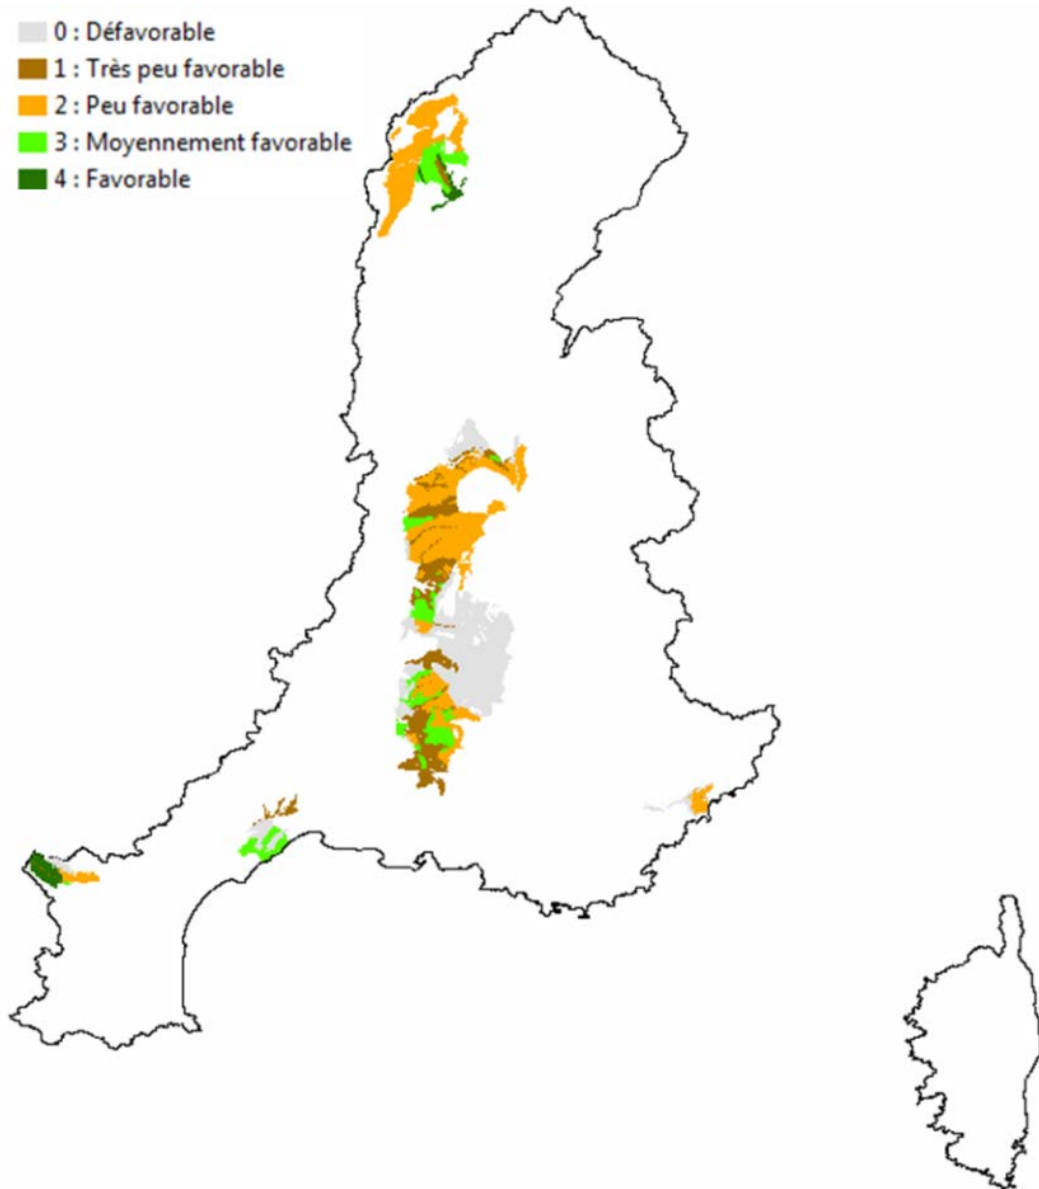 0 : Défavorable
1 : Très peu favorable
2 : Peu favorable
3 : Moyennement favorable
4 : Favorable